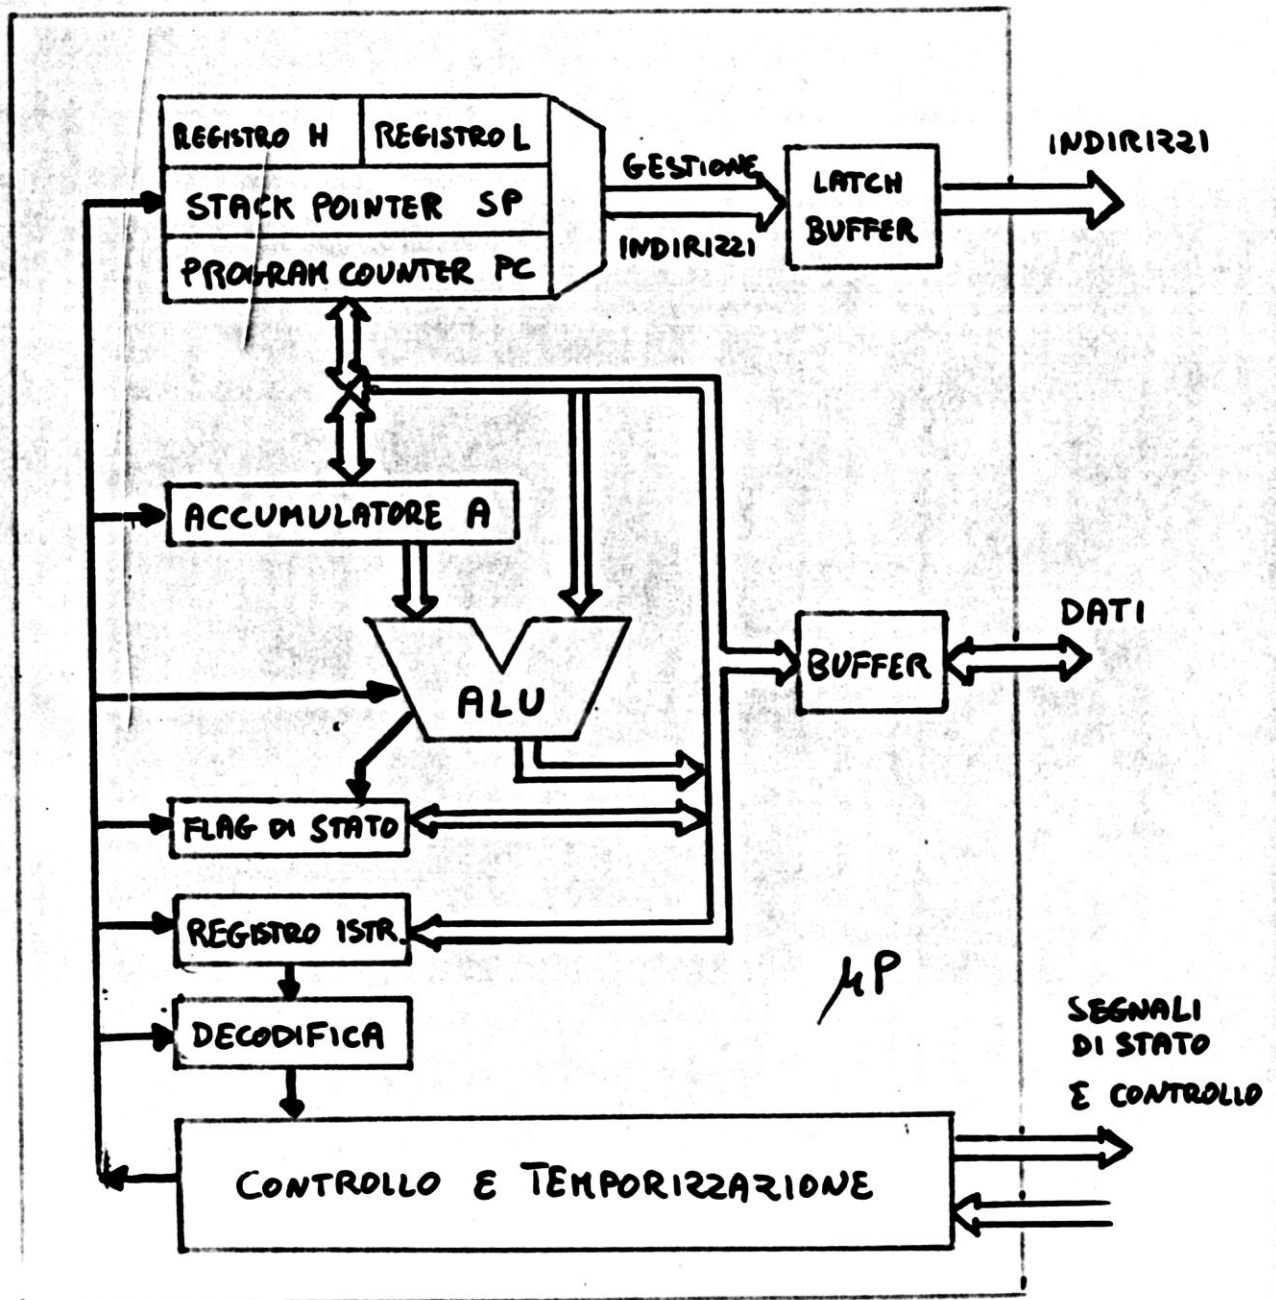 REGISTRO H
REGISTRO L
STACK POINTER SP
PROGRAM COUNTER PC
GESTIONE
INDIRIZZI
LATCH
BUFFER
INDIRIZZI
ACCUMULATORE A
ALU
BUFFER
DATI
FLAG DI STATO
REGISTRO ISTR.
DECODIFICA
μP
SEGNALI
DI STATO
E CONTROLLO
CONTROLLO E TEMPORIZZAZIONE